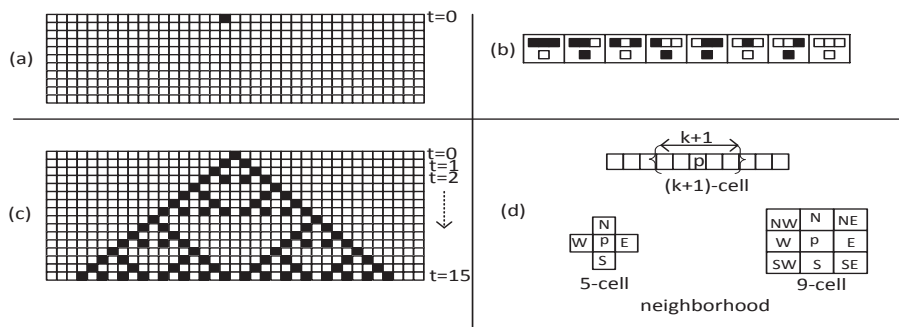 (a)
t=0
(b)
(c)
t=0
t=1
t=2
t=15
(d)
k+1
p
(k+1)-cell
N
W p E
S
5-cell
NW N NE
W p E
SW S SE
9-cell
neighborhood